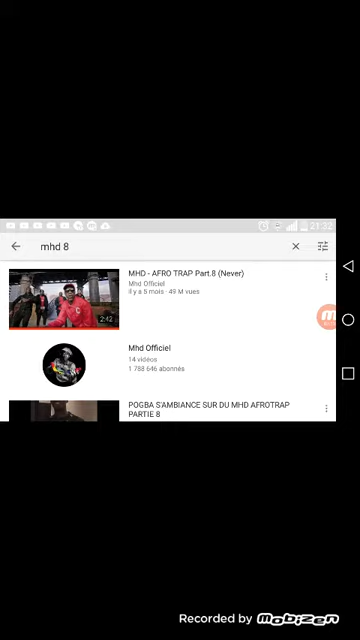 21:32
mhd 8
MHD - AFRO TRAP Part.8 (Never)
Mhd Officiel
il y a 5 mois · 49 M vues
2:42
Mhd Officiel
14 vidéos
1 788 646 abonnés
POGBA S'AMBIANCE SUR DU MHD AFROTRAP
PARTIE 8
Recorded by Mobizen